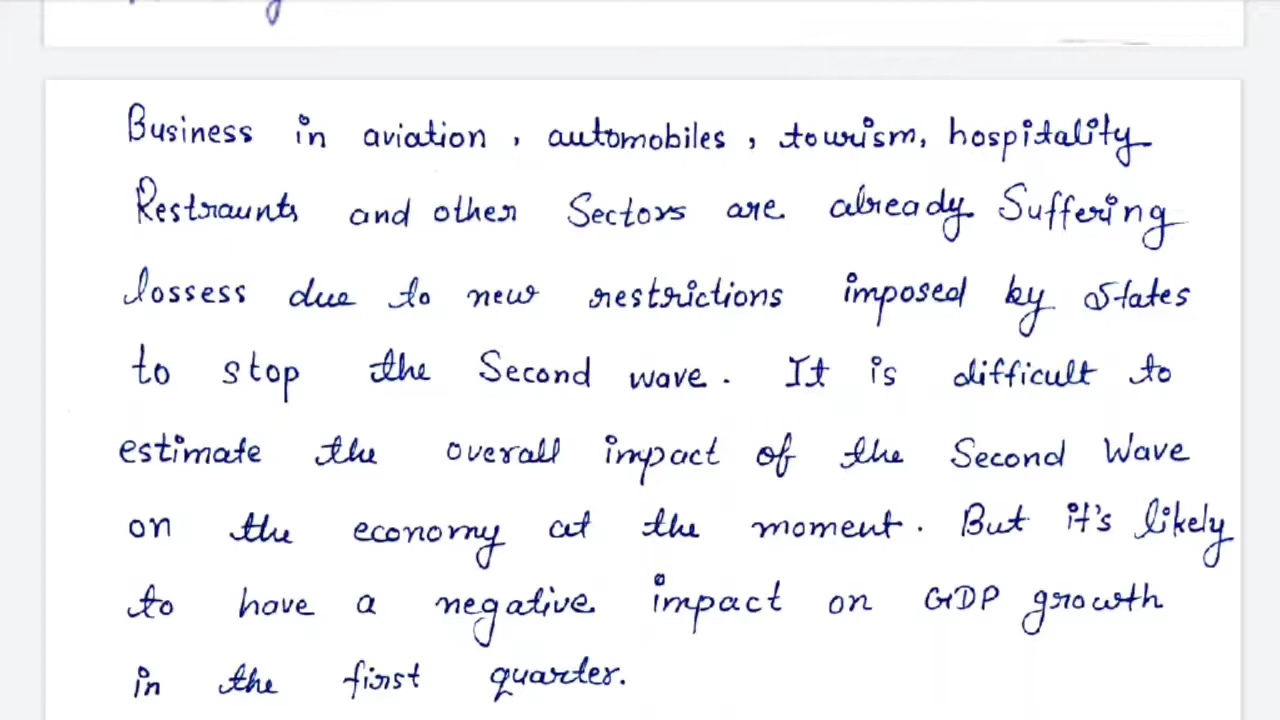 Business in aviation, automobiles, tourism, hospitality
Restraunts and other Sectors are already Suffering
lossess due to new restrictions imposed by States
to stop the Second wave. It is difficult to
estimate the overall impact of the Second Wave
on the economy at the moment. But it's likely
to have a negative impact on GDP growth
in the first quarter.